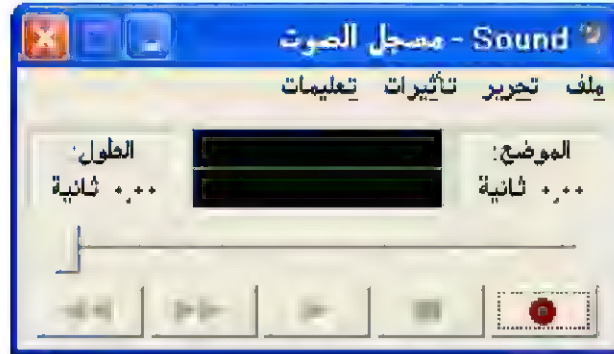 Sound - مسجل الصوت
ملف تحرير تأثيرات تعليمات
الموضع: الطول:
٠,٠٠ ثانية ٠,٠٠ ثانية